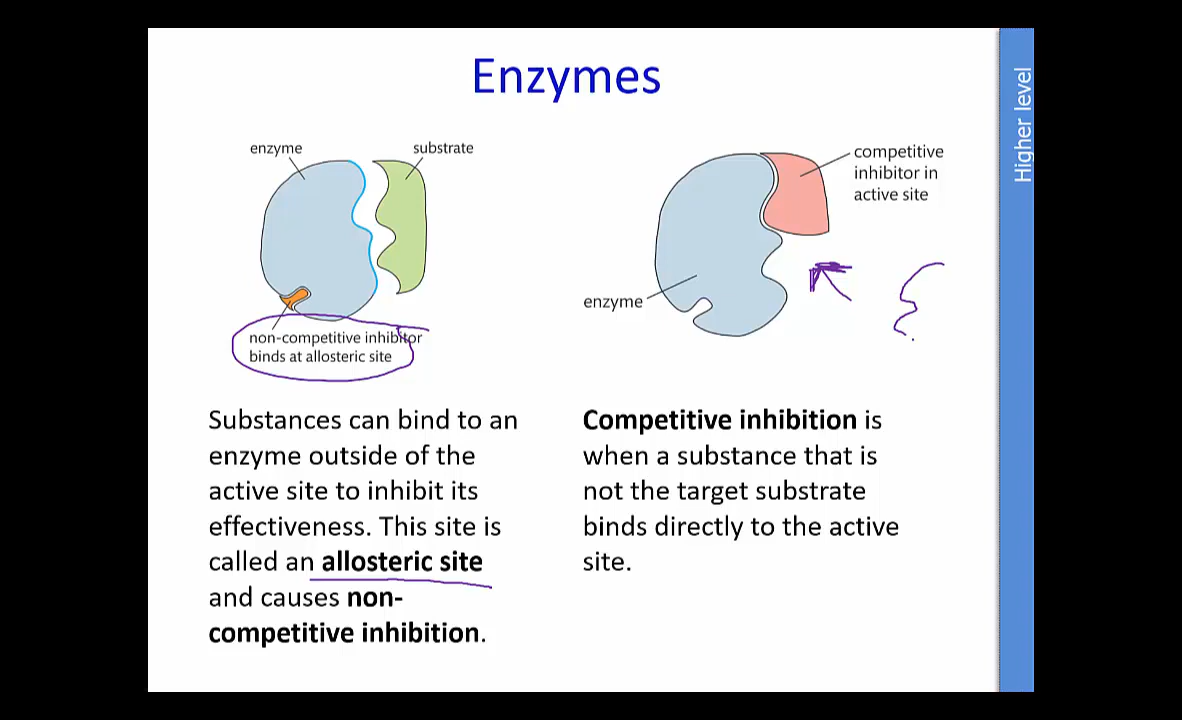 Enzymes
Higher level
enzyme
substrate
non-competitive inhibitor
binds at allosteric site
competitive
inhibitor in
active site
enzyme
Substances can bind to an
enzyme outside of the
active site to inhibit its
effectiveness. This site is
called an allosteric site
and causes non-
competitive inhibition.
Competitive inhibition is
when a substance that is
not the target substrate
binds directly to the active
site.